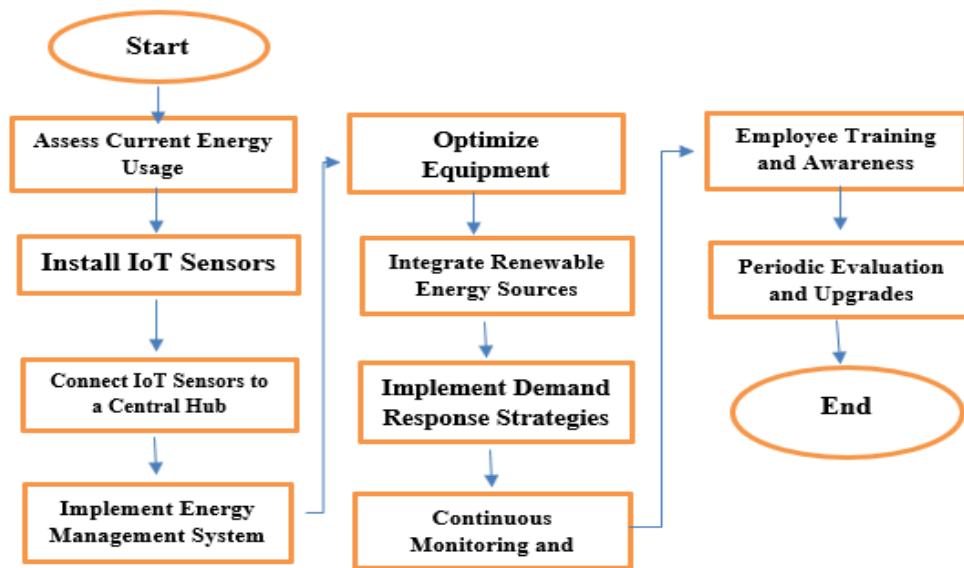 Start
Assess Current Energy
Usage
Install IoT Sensors
Connect IoT Sensors to
a Central Hub
Implement Energy
Management System
Optimize
Equipment
Integrate Renewable
Energy Sources
Implement Demand
Response Strategies
Continuous
Monitoring and
Employee Training
and Awareness
Periodic Evaluation
and Upgrades
End